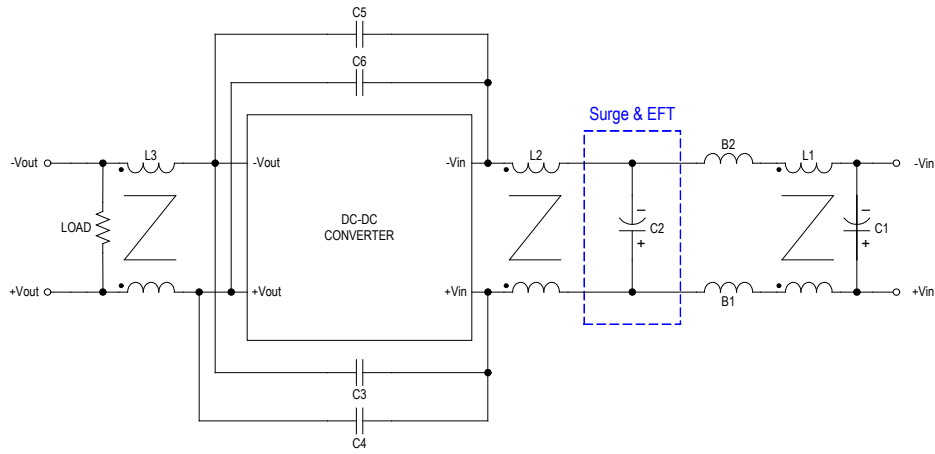 C5
C6
Surge & EFT
-Vout
L3
-Vout
-Vin
L2
B2
L1
-Vin
LOAD
DC-DC
CONVERTER
C2
C1
+Vout
+Vout
+Vin
B1
+Vin
C3
C4